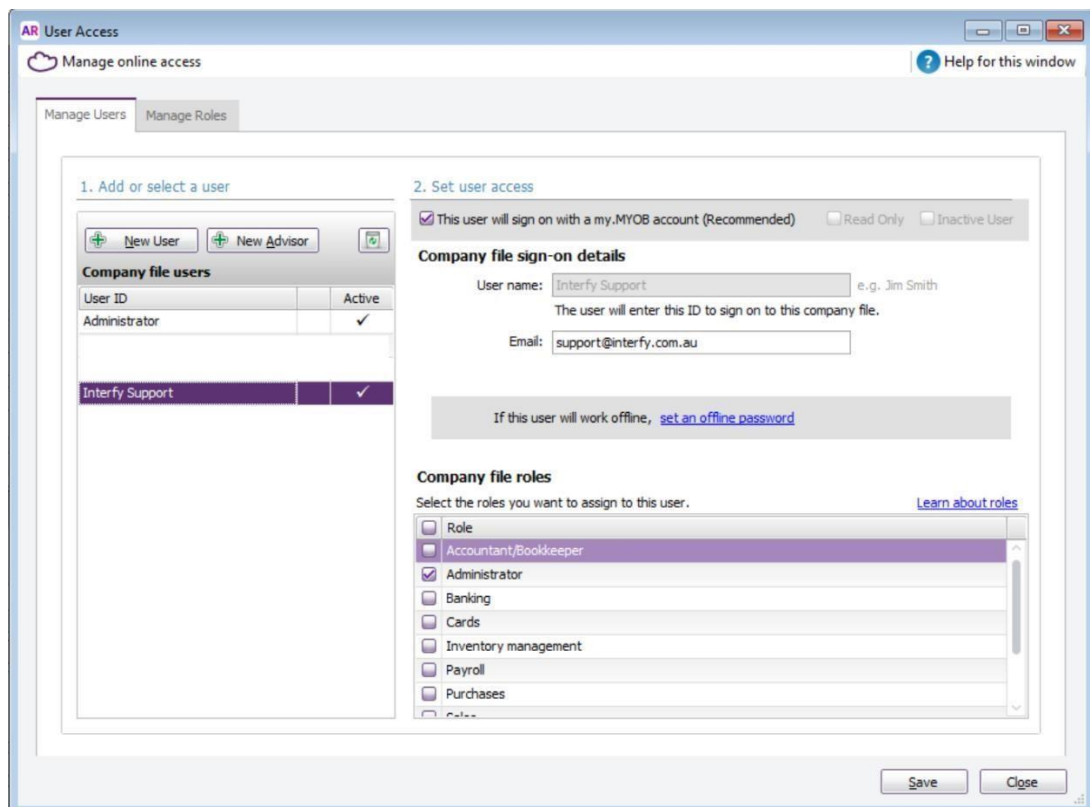 AR User Access
Manage online access
? Help for this window
Manage Users Manage Roles
1. Add or select a user
New User New Advisor
Company file users
User ID Active
Administrator
Interfy Support
2. Set user access
This user will sign on with a my.MYOB account (Recommended) Read Only Inactive User
Company file sign-on details
User name: Interfy Support e.g. Jim Smith
The user will enter this ID to sign on to this company file.
Email: support@interfy.com.au
If this user will work offline, set an offline password
Company file roles
Select the roles you want to assign to this user. Learn about roles
Role
Accountant/Bookkeeper
Administrator
Banking
Cards
Inventory management
Payroll
Purchases
Sales
Save Close